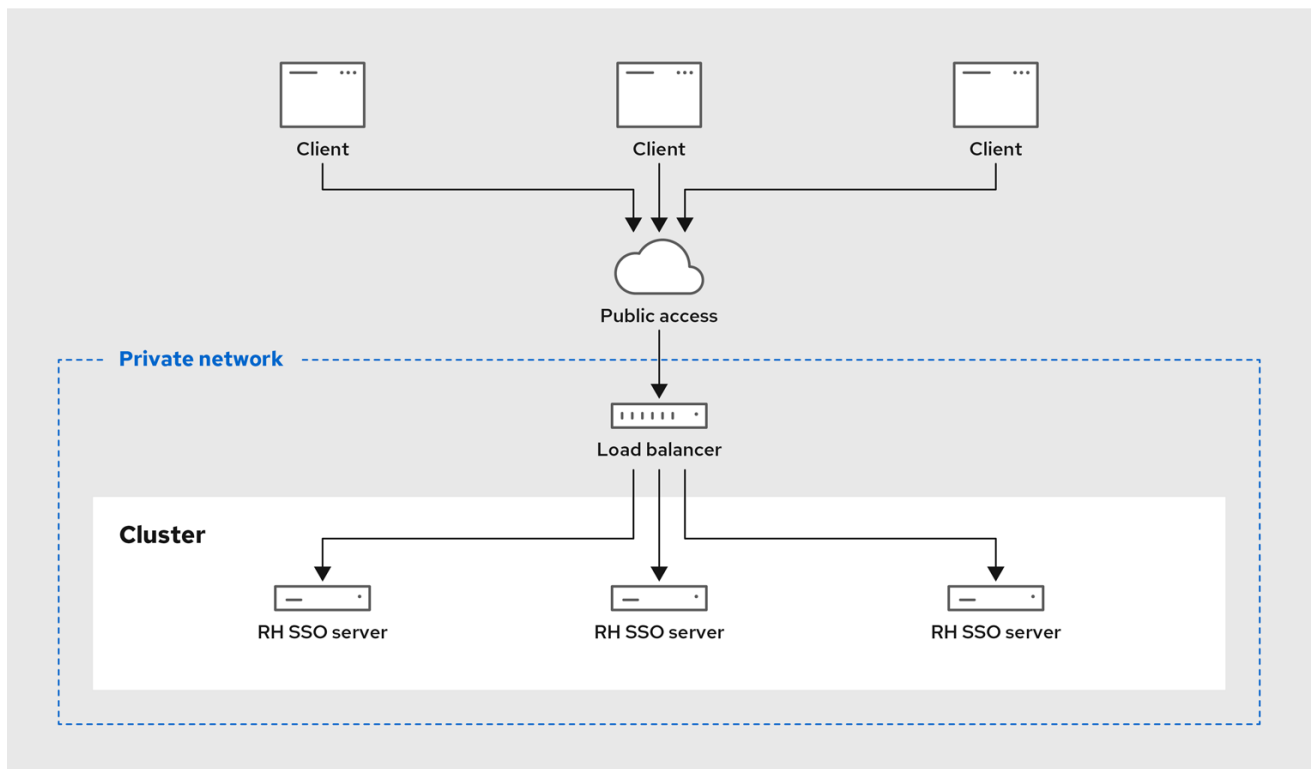 Client
Client
Client
Public access
Private network
Load balancer
Cluster
RH SSO server
RH SSO server
RH SSO server